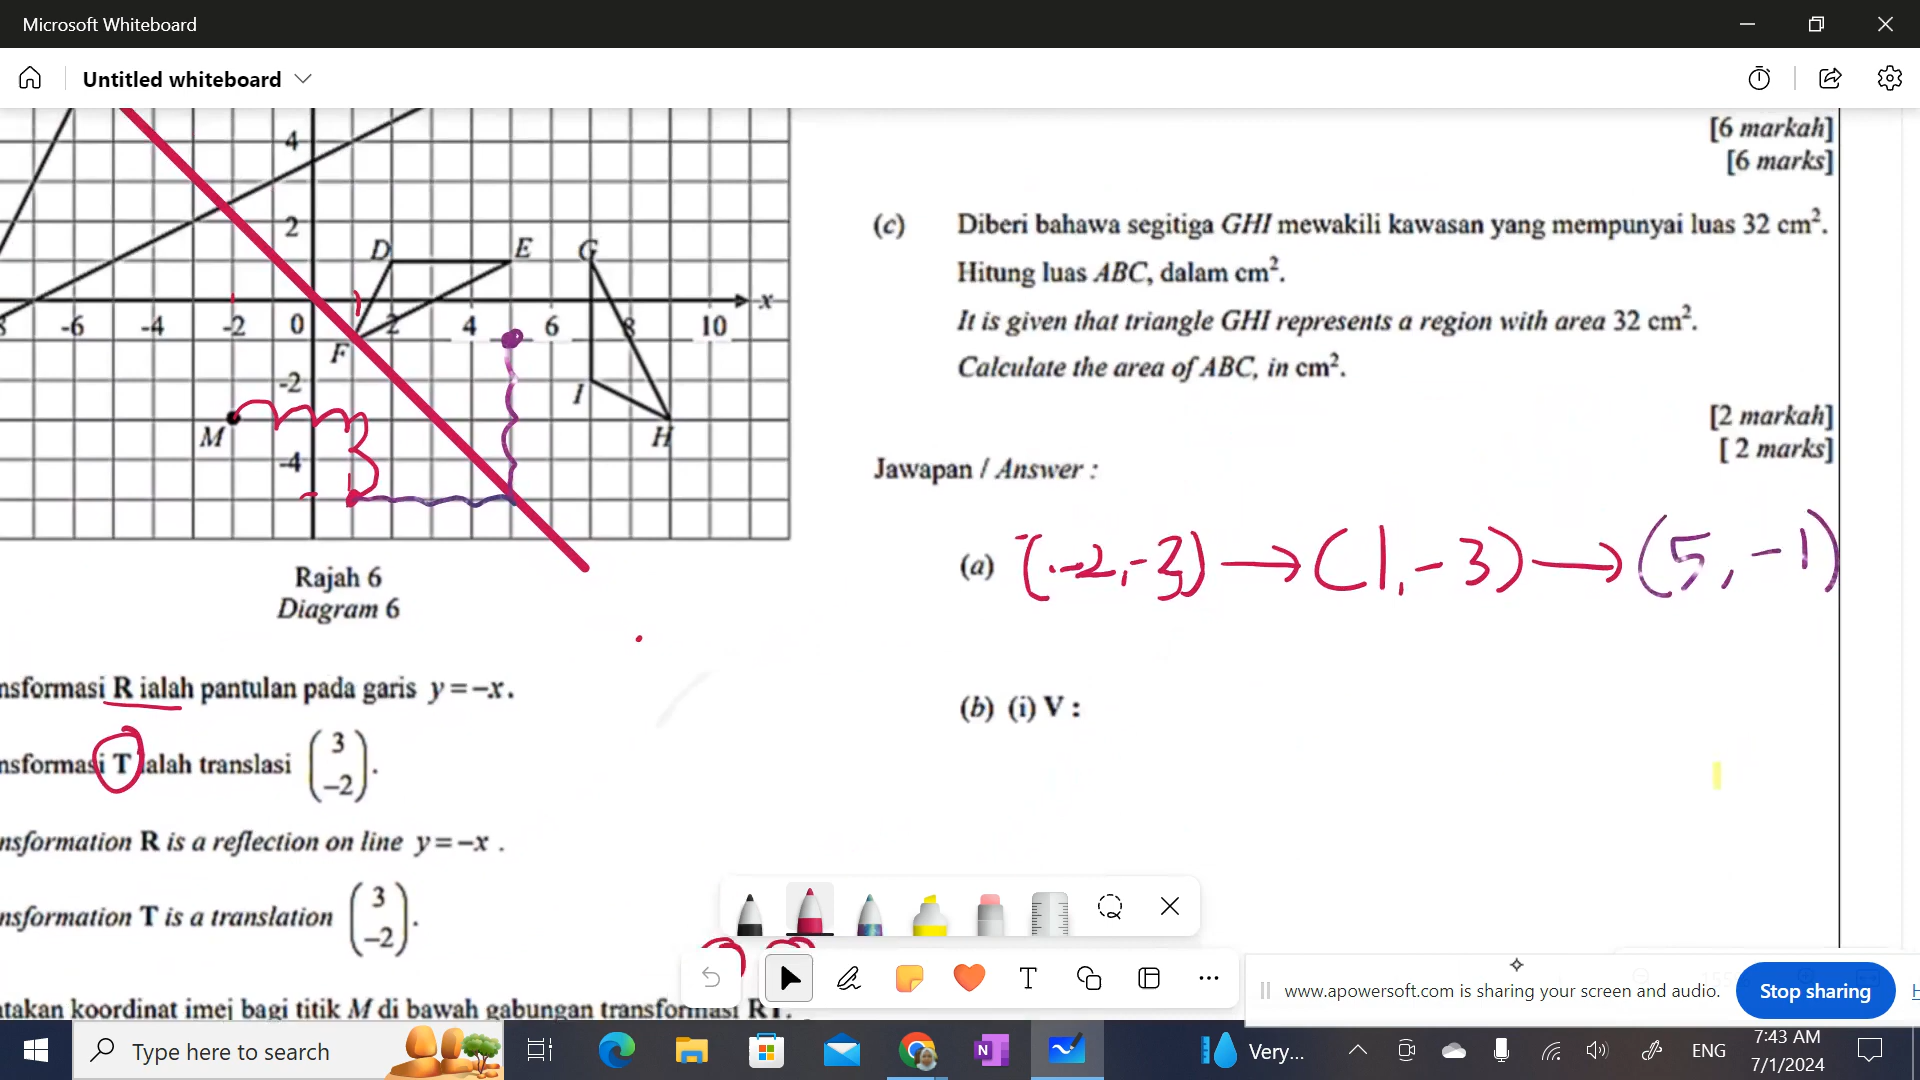 Microsoft Whiteboard
Untitled whiteboard
4
2
D E G
x
-6 -4 -2 0 2 4 6 8 10
F
-2
I
M
H
-4
Rajah 6
Diagram 6
nsformasi R ialah pantulan pada garis y = −x .
nsformasi T ialah translasi ( 3 −2 ) .
nsformation R is a reflection on line y = −x .
nsformation T is a translation ( 3 −2 ) .
atakan koordinat imej bagi titik M di bawah gabungan transformasi RT.
[6 markah]
[6 marks]
(c) Diberi bahawa segitiga GHI mewakili kawasan yang mempunyai luas 32 cm².
Hitung luas ABC, dalam cm².
It is given that triangle GHI represents a region with area 32 cm².
Calculate the area of ABC, in cm².
[2 markah]
[ 2 marks]
Jawapan / Answer :
(a) (-2,-3) → (1,-3) → (5,-1)
(b) (i) V :
www.apowersoft.com is sharing your screen and audio.
Stop sharing
Type here to search
Very...
ENG
7:43 AM
7/1/2024